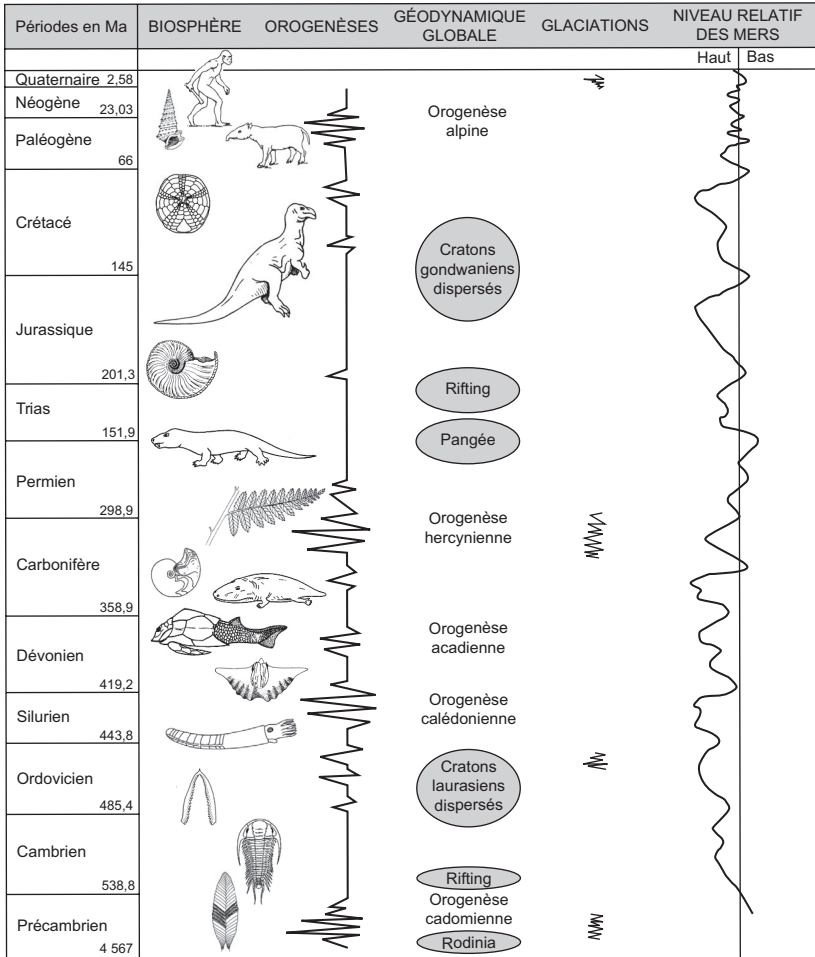 Périodes en Ma
BIOSPHÈRE
OROGENÈSES
GÉODYNAMIQUE
GLOBALE
GLACIATIONS
NIVEAU RELATIF
DES MERS
Haut
Bas
Quaternaire 2,58
Néogène
23,03
Orogenèse
alpine
Paléogène
66
Crétacé
145
Cratons
gondwaniens
dispersés
Jurassique
201,3
Rifting
Trias
151,9
Pangée
Permien
298,9
Orogenèse
hercynienne
Carbonifère
358,9
Orogenèse
acadienne
Dévonien
419,2
Orogenèse
calédonienne
Silurien
443,8
Cratons
laurasiens
dispersés
Ordovicien
485,4
Cambrien
538,8
Rifting
Orogenèse
cadomienne
Précambrien
4 567
Rodinia